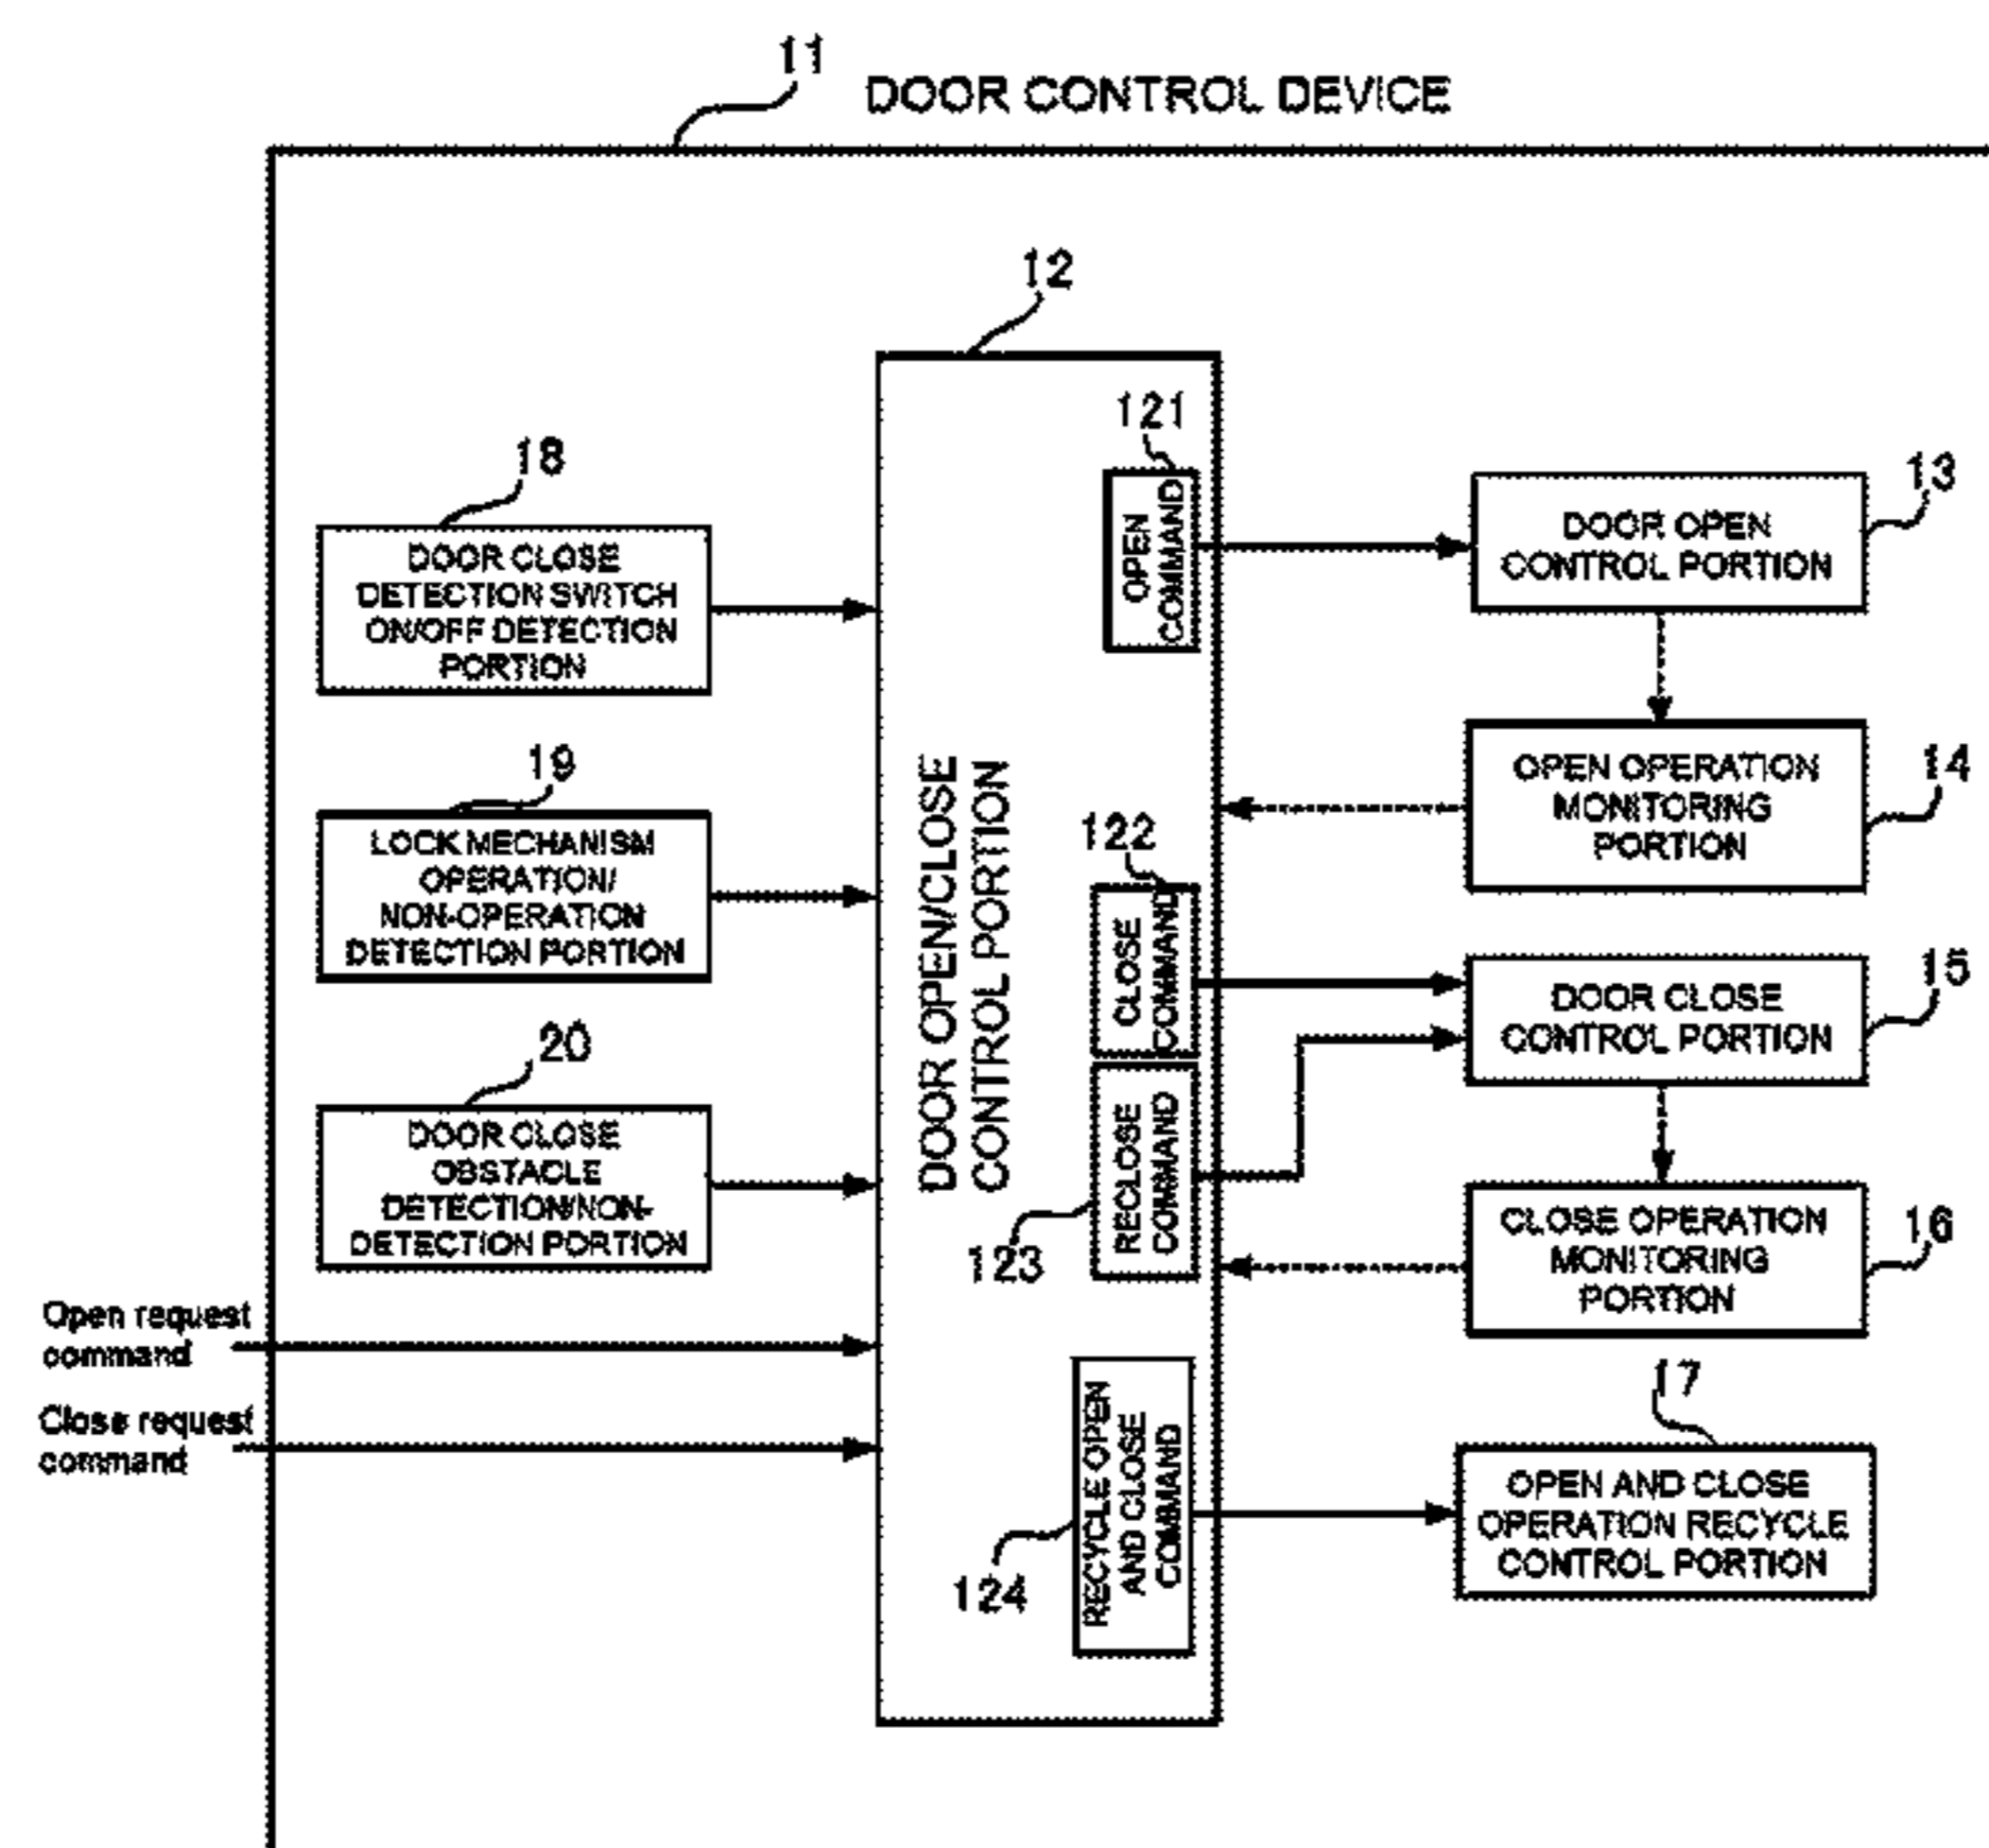 11
DOOR CONTROL DEVICE
12
18
DOOR CLOSE
DETECTION SWITCH
ON/OFF DETECTION
PORTION
19
LOCK MECHANISM
OPERATION/
NON-OPERATION
DETECTION PORTION
20
DOOR CLOSE
OBSTACLE
DETECTION/NON-
DETECTION PORTION
Open request
command
Close request
command
DOOR OPEN/CLOSE
CONTROL PORTION
121
OPEN
COMMAND
122
CLOSE
COMMAND
123
RECLOSE
COMMAND
124
RECYCLE OPEN
AND CLOSE
COMMAND
13
DOOR OPEN
CONTROL PORTION
14
OPEN OPERATION
MONITORING
PORTION
15
DOOR CLOSE
CONTROL PORTION
16
CLOSE OPERATION
MONITORING
PORTION
17
OPEN AND CLOSE
OPERATION RECYCLE
CONTROL PORTION